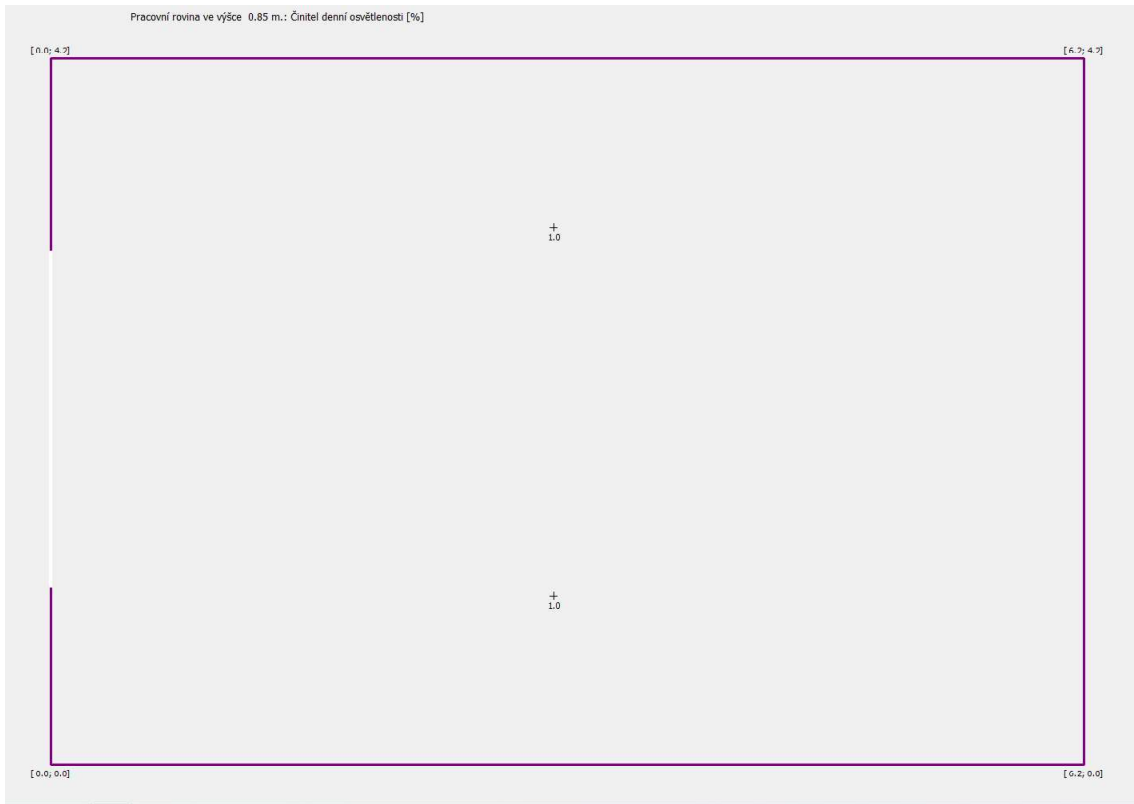 Pracovní rovina ve výšce  0.85 m.: Činitel denní osvětlenosti [%]
[ 0.0; 4.2]
[ 6.2; 4.2]
1.0
1.0
[ 0.0; 0.0]
[ 6.2; 0.0]